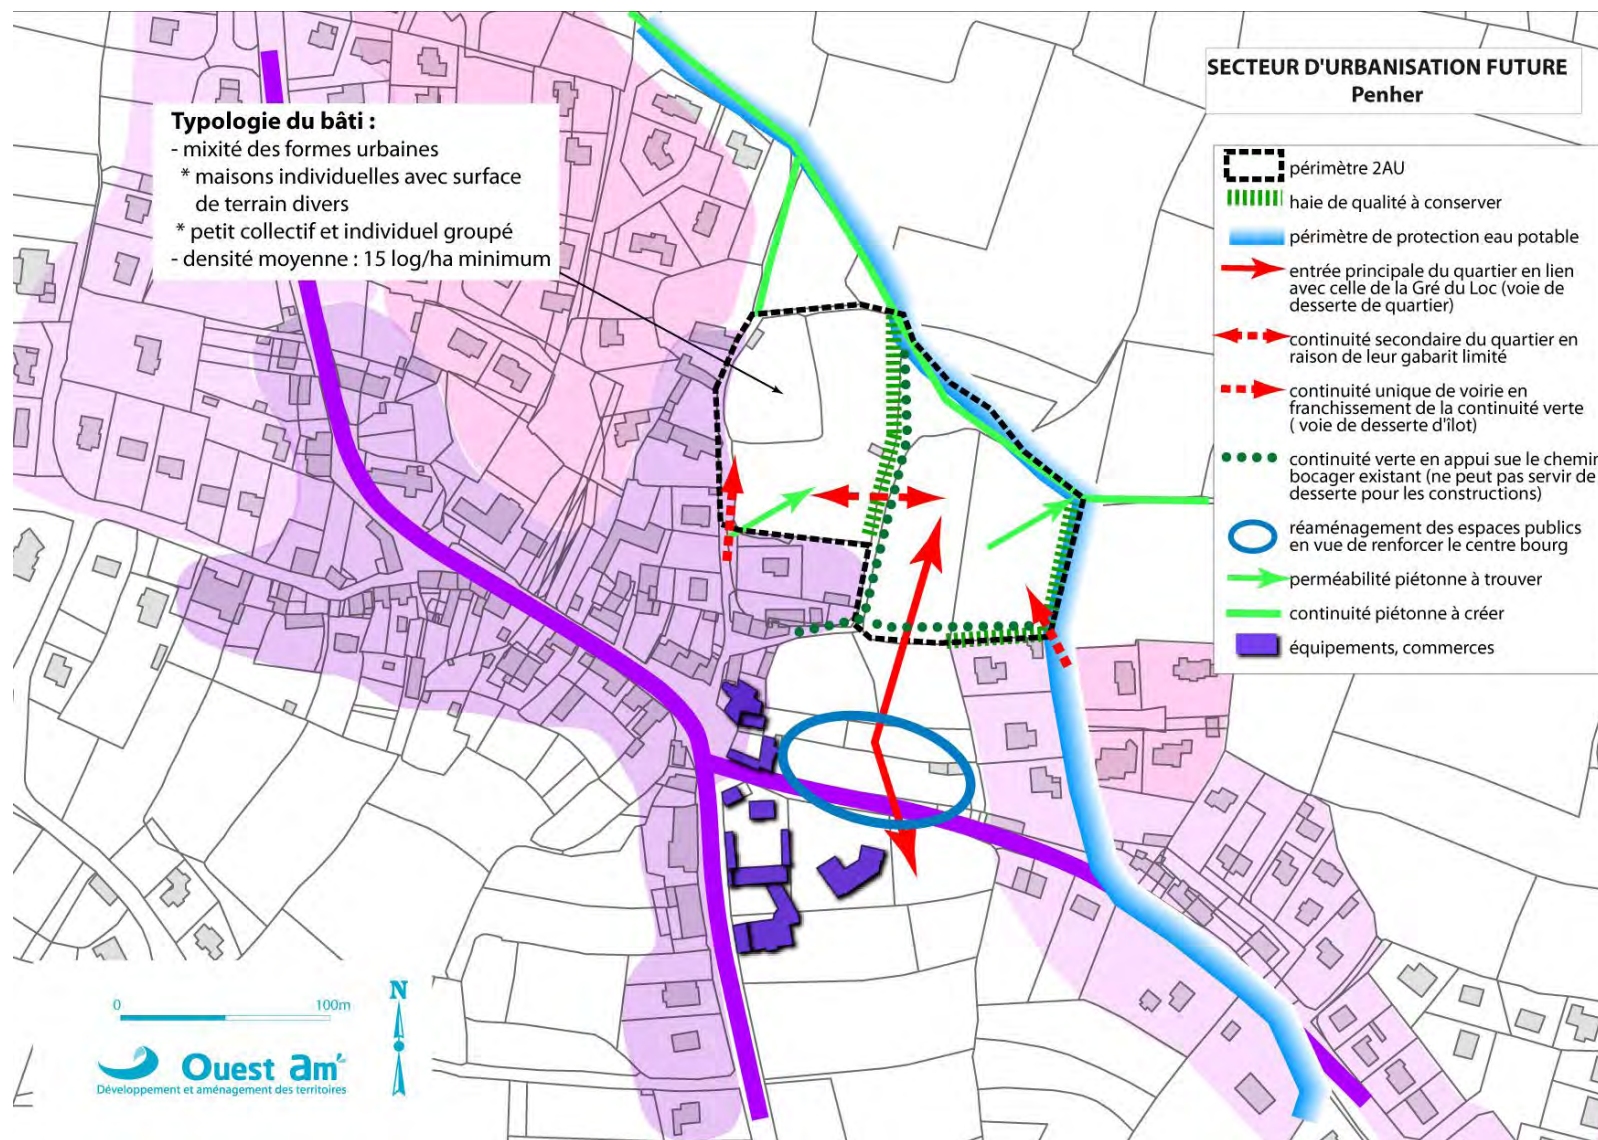 SECTEUR D'URBANISATION FUTURE
Penher
Typologie du bâti :
- mixité des formes urbaines
* maisons individuelles avec surface
de terrain divers
* petit collectif et individuel groupé
- densité moyenne : 15 log/ha minimum
périmètre 2AU
haie de qualité à conserver
périmètre de protection eau potable
entrée principale du quartier en lien
avec celle de la Gré du Loc (voie de
desserte de quartier)
continuité secondaire du quartier en
raison de leur gabarit limité
continuité unique de voirie en
franchissement de la continuité verte
( voie de desserte d'îlot)
continuité verte en appui sue le chemin
bocager existant (ne peut pas servir de
desserte pour les constructions)
réaménagement des espaces publics
en vue de renforcer le centre bourg
perméabilité piétonne à trouver
continuité piétonne à créer
équipements, commerces
0 100m
N
Ouest am'
Développement et aménagement des territoires